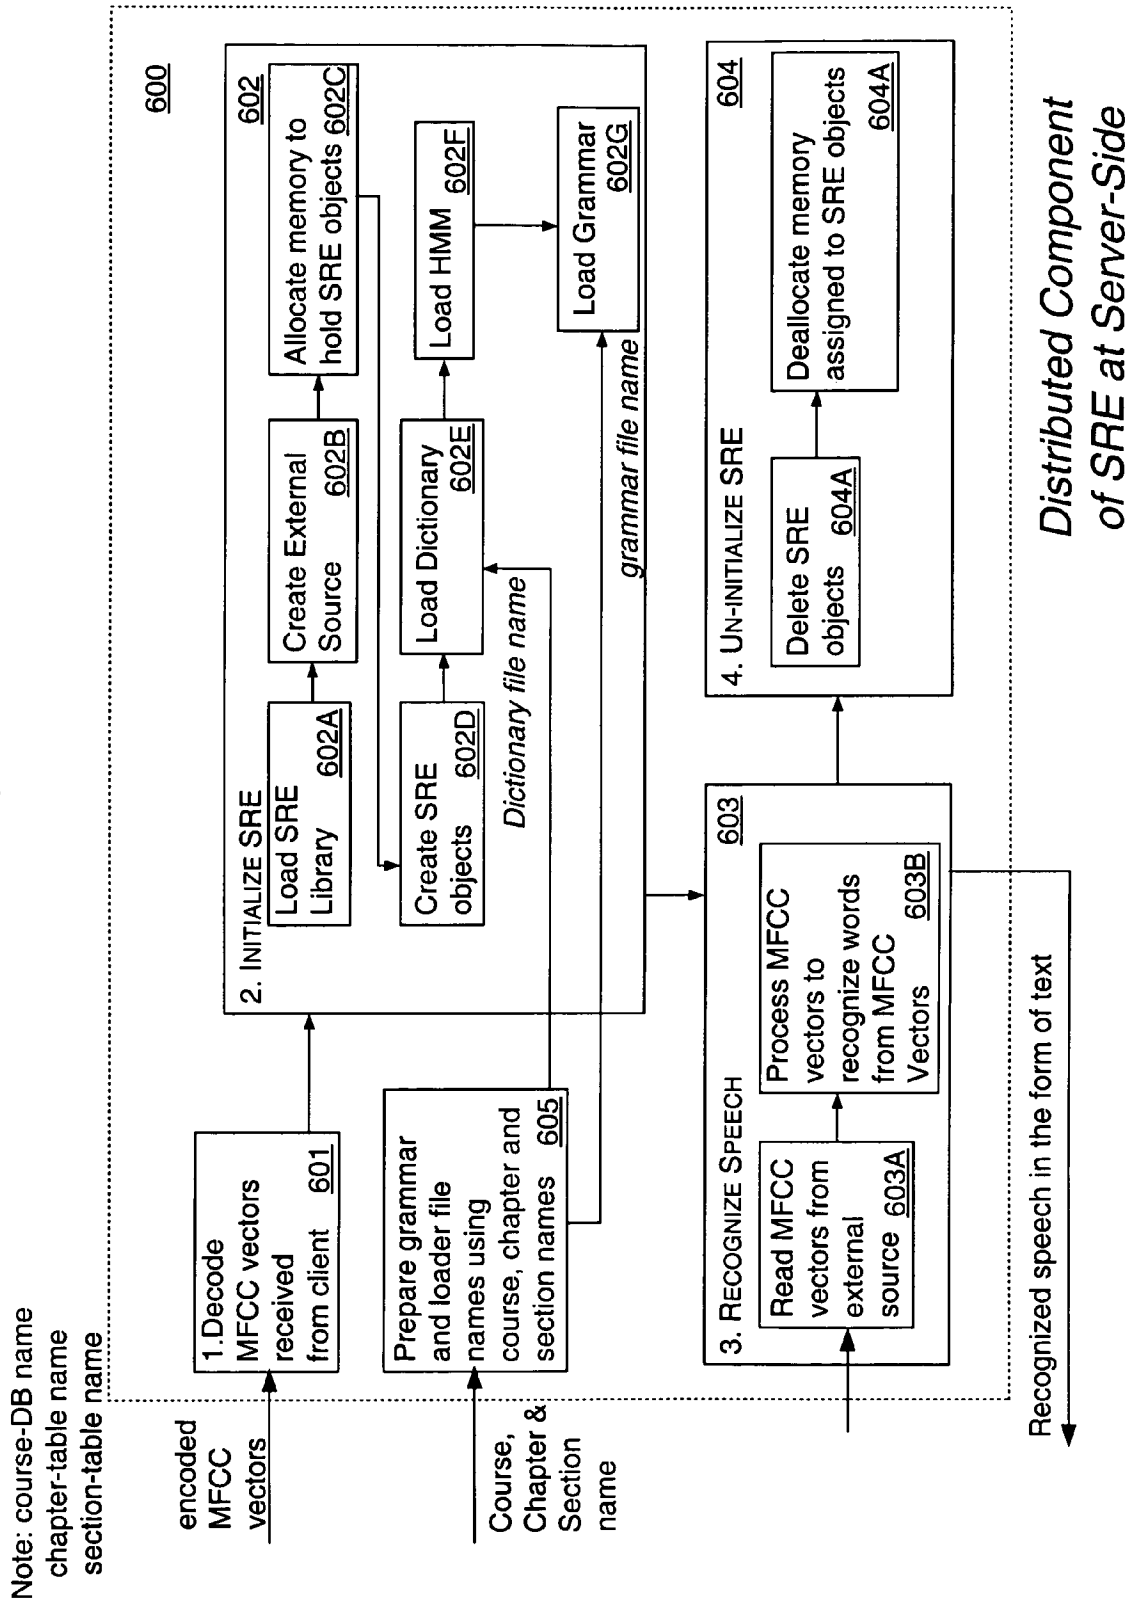 Note: course-DB name
chapter-table name
section-table name
600
encoded
MFCC
vectors
1.Decode
MFCC vectors
received
from client 601
2. INITIALIZE SRE
602
Load SRE
Library 602A
Create External
Source 602B
Allocate memory to
hold SRE objects 602C
Create SRE
objects 602D
Load Dictionary
602E
Load HMM
602F
Dictionary file name
Load Grammar
602G
grammar file name
Course,
Chapter &
Section
name
Prepare grammar
and loader file
names using
course, chapter and
section names 605
3. RECOGNIZE SPEECH
603
Read MFCC
vectors from
external
source 603A
Process MFCC
vectors to
recognize words
from MFCC
Vectors 603B
4. UN-INITIALIZE SRE
604
Delete SRE
objects 604A
Deallocate memory
assigned to SRE objects
604A
Recognized speech in the form of text
Distributed Component
of SRE at Server-Side